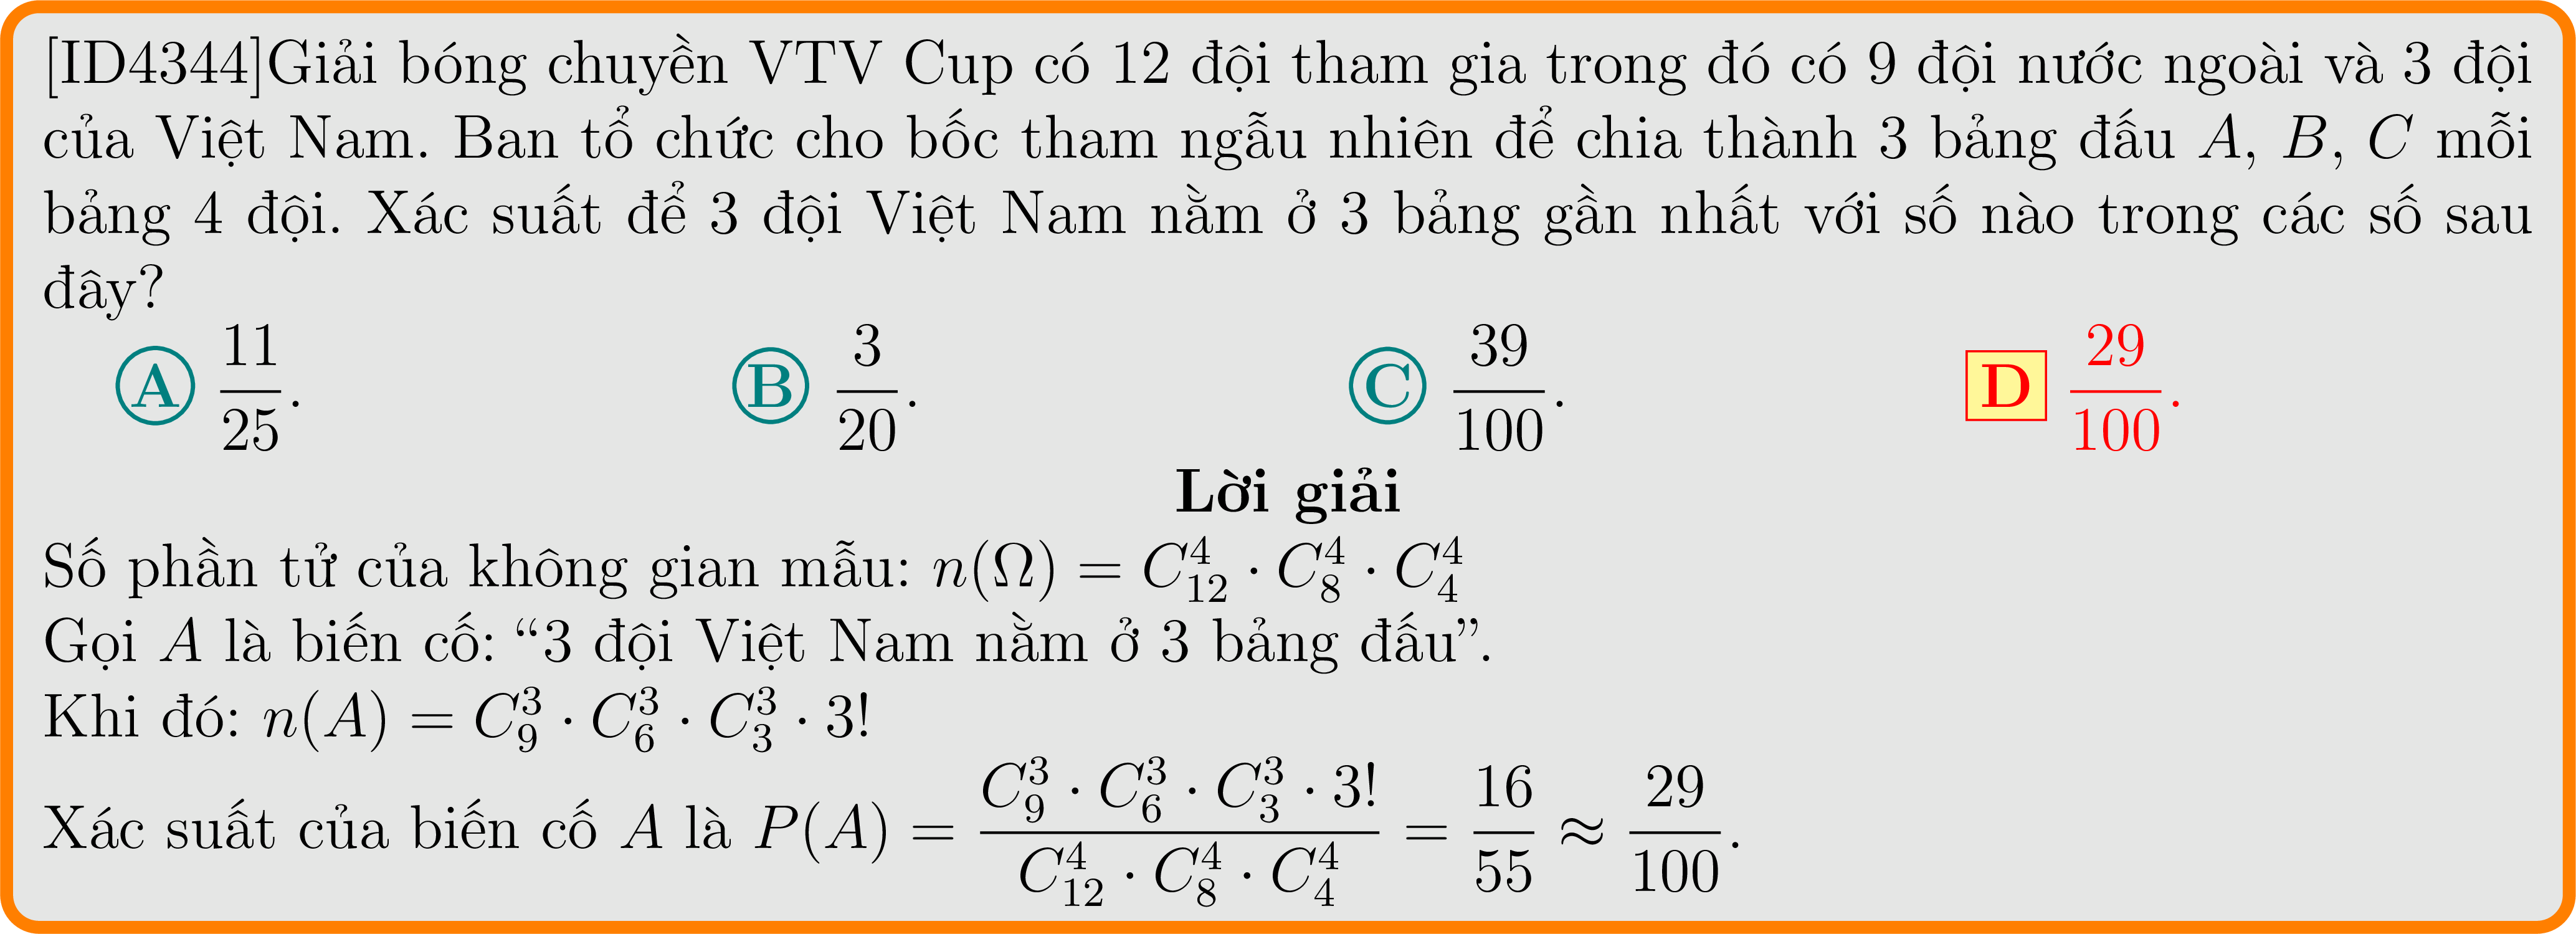 [ID4344]Giải bóng chuyền VTV Cup có 12 đội tham gia trong đó có 9 đội nước ngoài và 3 đội
của Việt Nam. Ban tổ chức cho bốc tham ngẫu nhiên để chia thành 3 bảng đấu A, B, C mỗi
bảng 4 đội. Xác suất để 3 đội Việt Nam nằm ở 3 bảng gần nhất với số nào trong các số sau
đây?
A $\frac{11}{25}$. B $\frac{3}{20}$. C $\frac{39}{100}$. D $\frac{29}{100}$.
Lời giải
Số phần tử của không gian mẫu: $n(\Omega) = C_{12}^4 \cdot C_8^4 \cdot C_4^4$
Gọi A là biến cố: “3 đội Việt Nam nằm ở 3 bảng đấu”.
Khi đó: $n(A) = C_9^3 \cdot C_6^3 \cdot C_3^3 \cdot 3!$
Xác suất của biến cố A là $P(A) = \frac{C_9^3 \cdot C_6^3 \cdot C_3^3 \cdot 3!}{C_{12}^4 \cdot C_8^4 \cdot C_4^4} = \frac{16}{55} \approx \frac{29}{100}$.